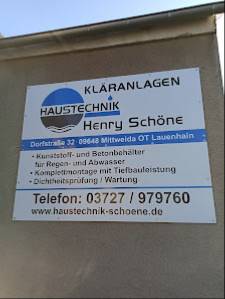 KLÄRANLAGEN
HAUSTECHNIK
Henry Schöne
Dorfstraße 32 09648 Mittweida OT Lauenhain
• Kunststoff- und Betonbehälter
für Regen- und Abwasser
• Komplettmontage mit Tiefbauleistung
• Dichtheitsprüfung / Wartung
Telefon: 03727 / 979760
www.haustechnik-schoene.de